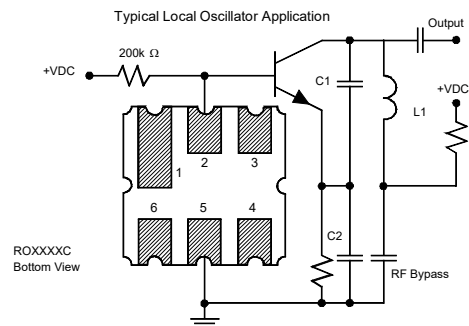 Typical Local Oscillator Application
Output
200k Ω
+VDC
C1
+VDC
L1
1
2
3
6
5
4
C2
ROXXXXC
Bottom View
RF Bypass